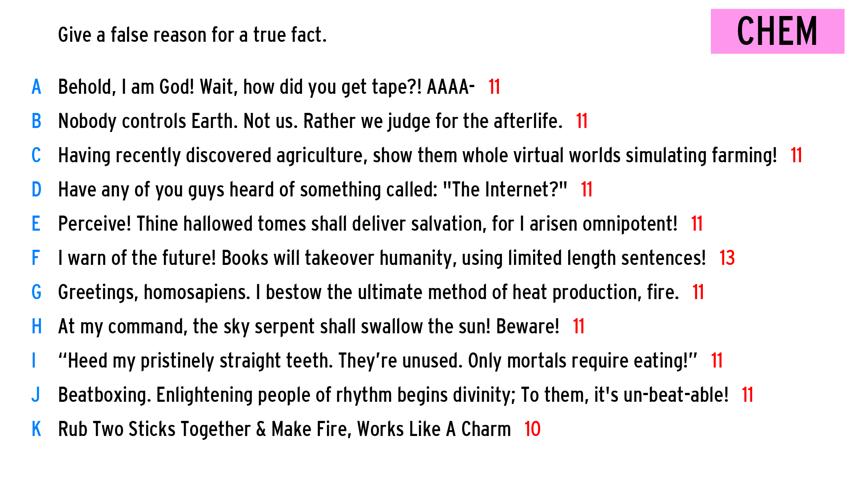 Give a false reason for a true fact.
CHEM
A Behold, I am God! Wait, how did you get tape?! AAAA- 11
B Nobody controls Earth. Not us. Rather we judge for the afterlife. 11
C Having recently discovered agriculture, show them whole virtual worlds simulating farming! 11
D Have any of you guys heard of something called: "The Internet?" 11
E Perceive! Thine hallowed tomes shall deliver salvation, for I arisen omnipotent! 11
F I warn of the future! Books will takeover humanity, using limited length sentences! 13
G Greetings, homosapiens. I bestow the ultimate method of heat production, fire. 11
H At my command, the sky serpent shall swallow the sun! Beware! 11
I “Heed my pristinely straight teeth. They’re unused. Only mortals require eating!” 11
J Beatboxing. Enlightening people of rhythm begins divinity; To them, it's un-beat-able! 11
K Rub Two Sticks Together & Make Fire, Works Like A Charm 10